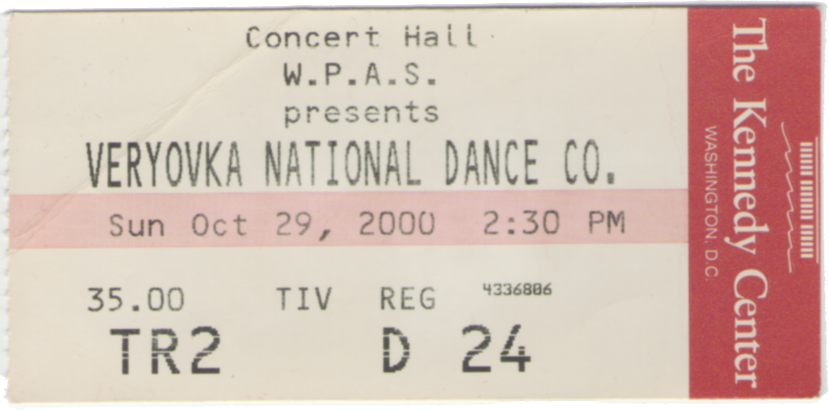 Concert Hall
W.P.A.S.
presents
VERYOVKA NATIONAL DANCE CO.
Sun Oct 29, 2000 2:30 PM
35.00 TIV REG 4336806
TR2 D 24
The Kennedy Center
WASHINGTON, D.C.